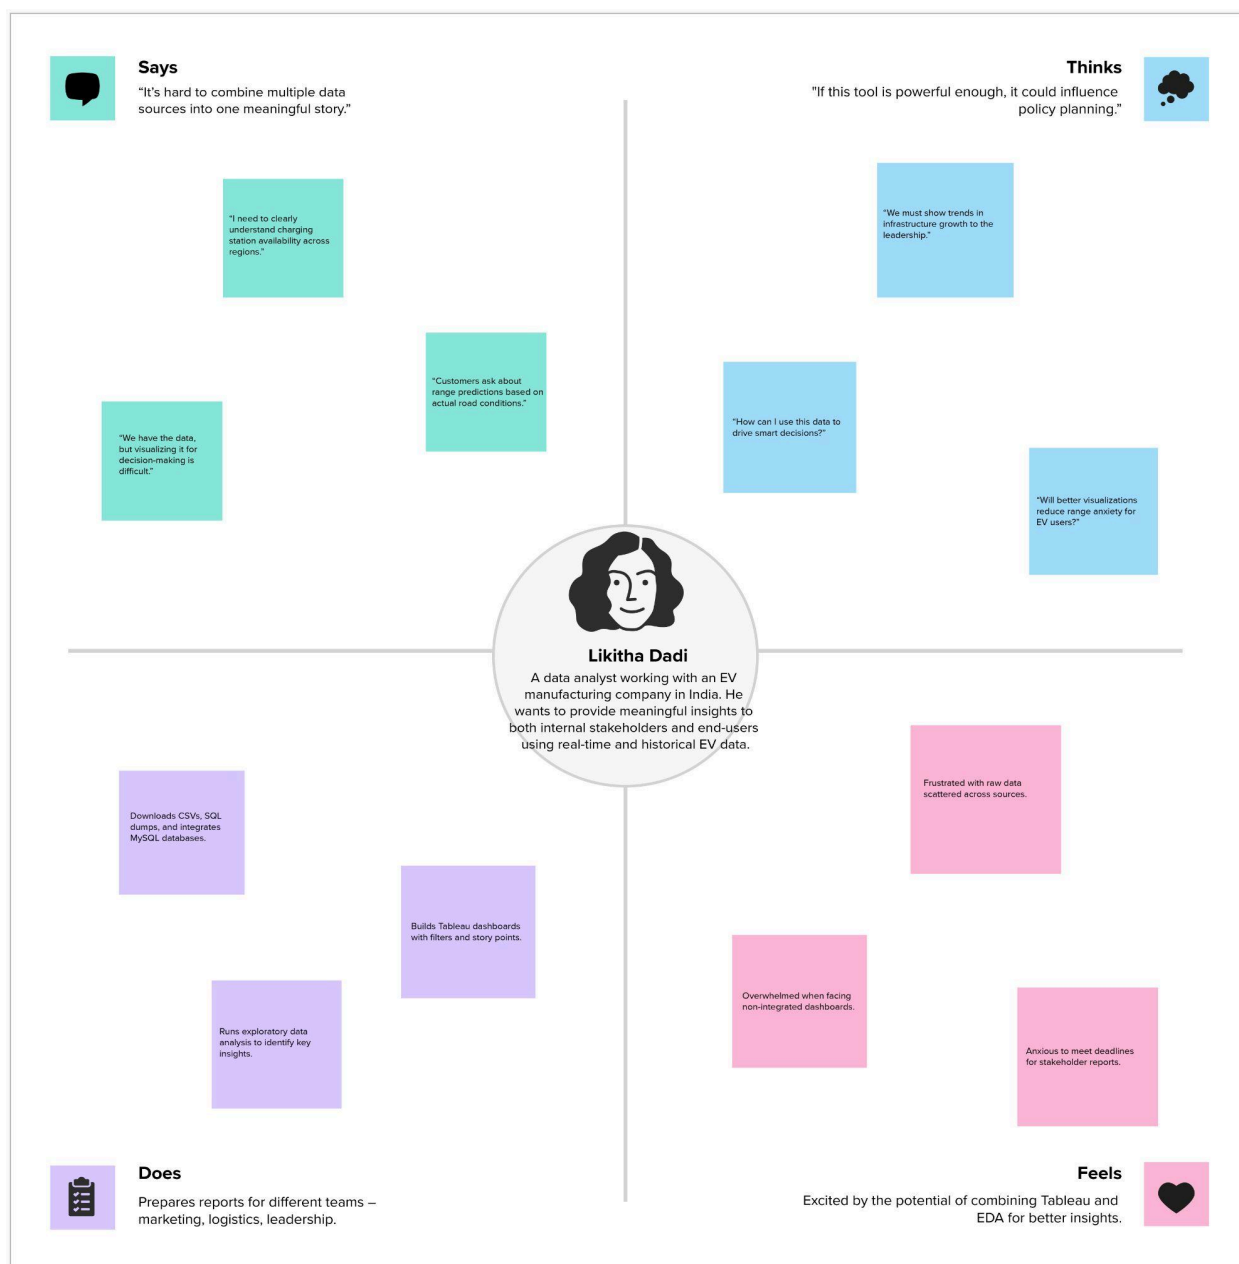 Says
“It’s hard to combine multiple data
sources into one meaningful story.”
“I need to clearly
understand charging
station availability across
regions.”
“Customers ask about
range predictions based on
actual road conditions.”
“We have the data,
but visualizing it for
decision-making is
difficult.”
Thinks
"If this tool is powerful enough, it could influence
policy planning.”
“We must show trends in
infrastructure growth to the
leadership.”
“How can I use this data to
drive smart decisions?”
“Will better visualizations
reduce range anxiety for
EV users?”
Likitha Dadi
A data analyst working with an EV
manufacturing company in India. He
wants to provide meaningful insights to
both internal stakeholders and end-users
using real-time and historical EV data.
Downloads CSVs, SQL
dumps, and integrates
MySQL databases.
Builds Tableau dashboards
with filters and story points.
Runs exploratory data
analysis to identify key
insights.
Does
Prepares reports for different teams –
marketing, logistics, leadership.
Frustrated with raw data
scattered across sources.
Overwhelmed when facing
non-integrated dashboards.
Anxious to meet deadlines
for stakeholder reports.
Feels
Excited by the potential of combining Tableau and
EDA for better insights.